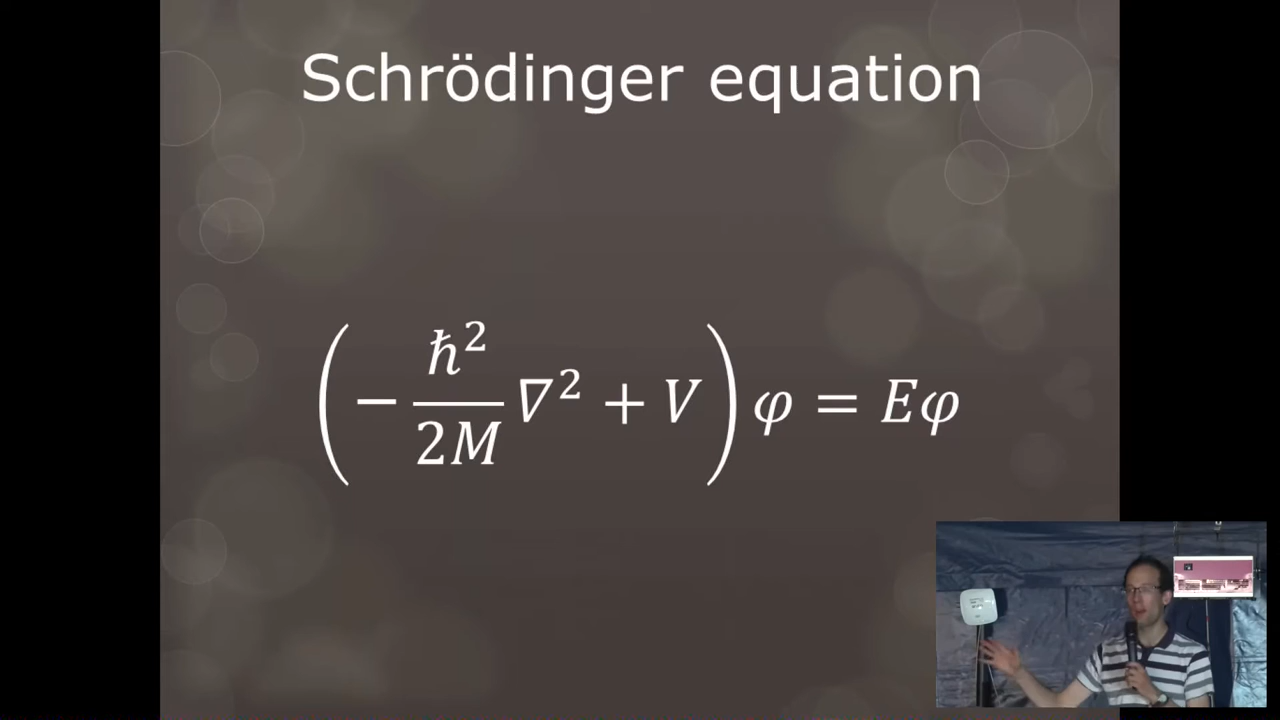 Schrödinger equation
(−ħ²/2M ∇² + V)φ = Eφ